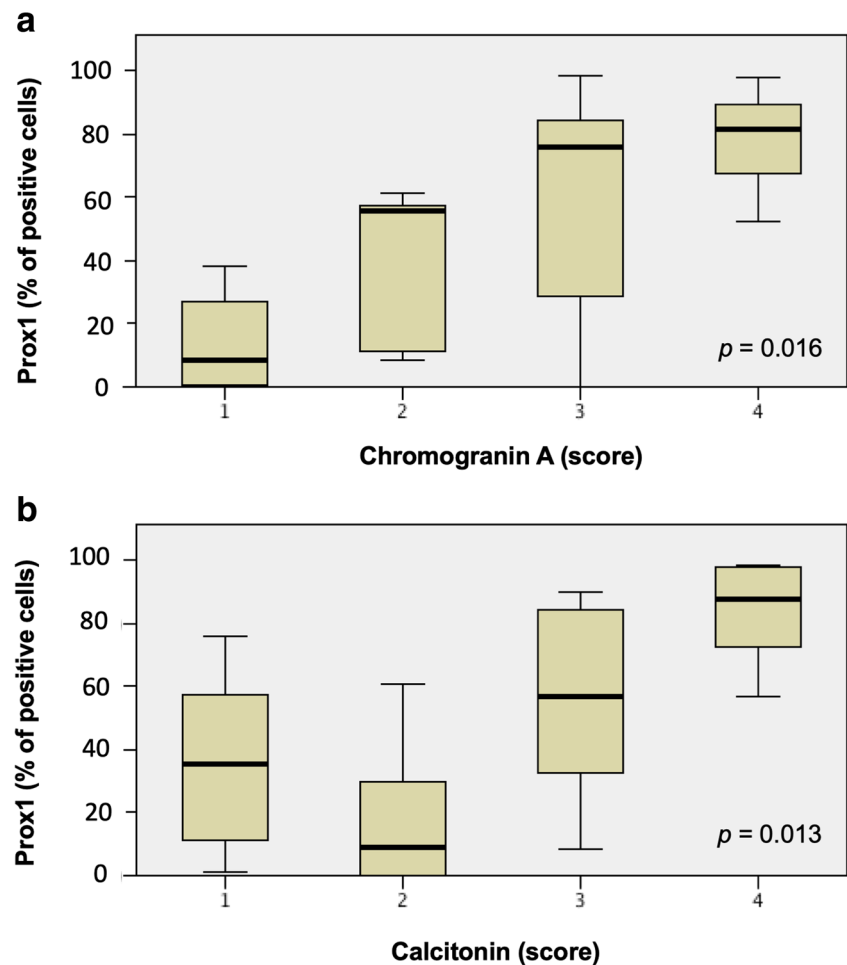 a
Prox1 (% of positive cells)
100
80
60
40
20
0
p = 0.016
1 2 3 4
Chromogranin A (score)
b
Prox1 (% of positive cells)
100
80
60
40
20
0
p = 0.013
1 2 3 4
Calcitonin (score)